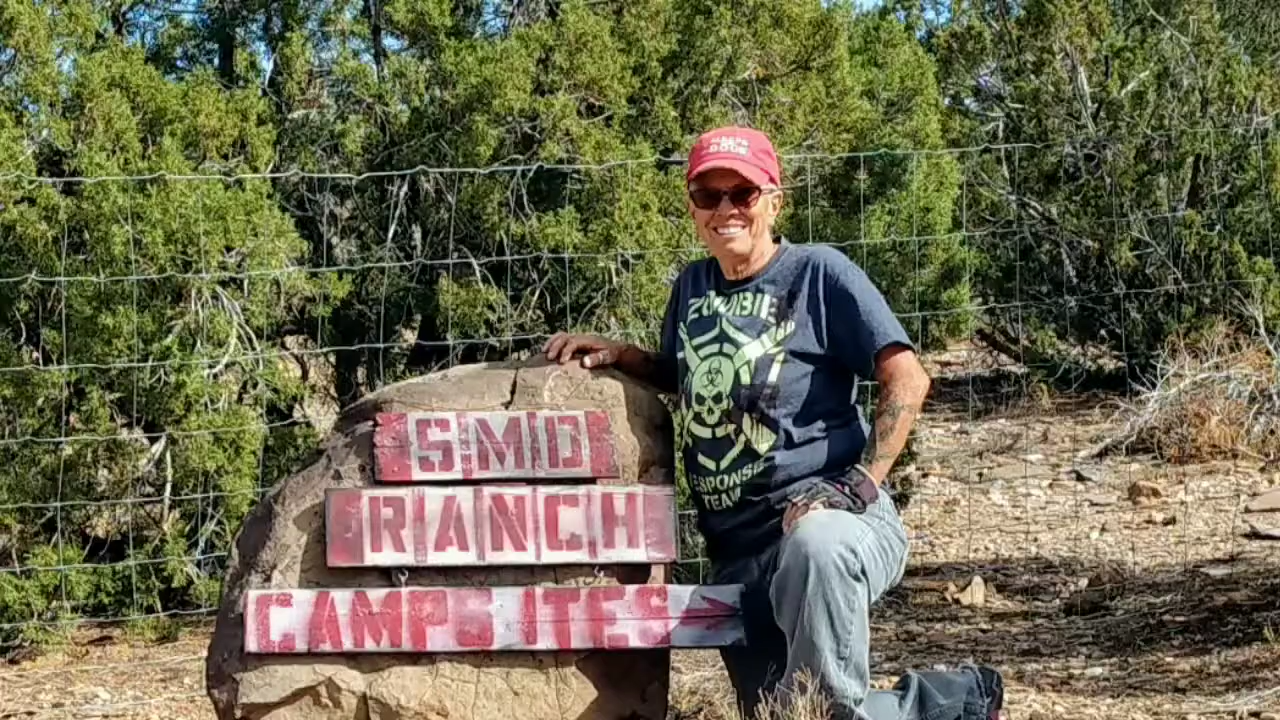 ZOMBIE
RESPONSE
TEAM
SMD
RANCH
CAMPSITES